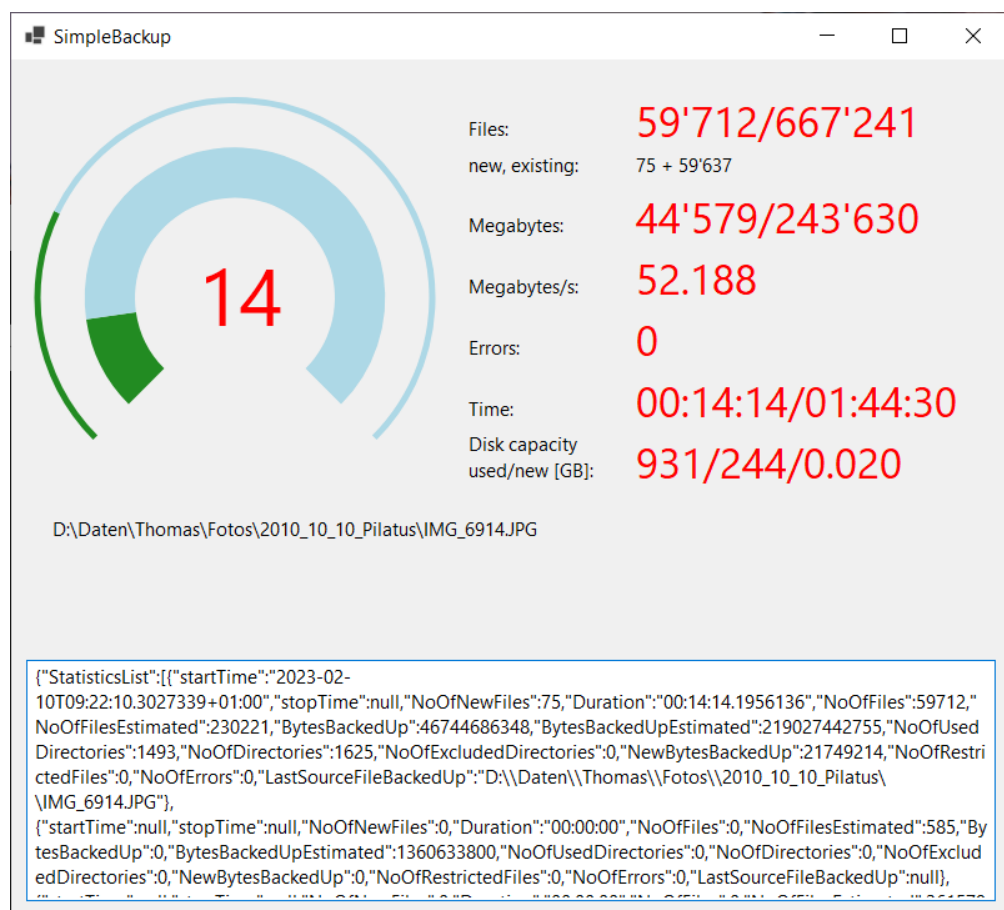 SimpleBackup
14
Files: 59'712/667'241
new, existing: 75 + 59'637
Megabytes: 44'579/243'630
Megabytes/s: 52.188
Errors: 0
Time: 00:14:14/01:44:30
Disk capacity
used/new [GB]: 931/244/0.020
D:\Daten\Thomas\Fotos\2010_10_10_Pilatus\IMG_6914.JPG
{"StatisticsList":[{"startTime":"2023-02-
10T09:22:10.3027339+01:00","stopTime":null,"NoOfNewFiles":75,"Duration":"00:14:14.1956136","NoOfFiles":59712,"
NoOfFilesEstimated":230221,"BytesBackedUp":46744686348,"BytesBackedUpEstimated":219027442755,"NoOfUsed
Directories":1493,"NoOfDirectories":1625,"NoOfExcludedDirectories":0,"NewBytesBackedUp":21749214,"NoOfRestri
ctedFiles":0,"NoOfErrors":0,"LastSourceFileBackedUp":"D:\\Daten\\Thomas\\Fotos\\2010_10_10_Pilatus\
\IMG_6914.JPG"},
{"startTime":null,"stopTime":null,"NoOfNewFiles":0,"Duration":"00:00:00","NoOfFiles":0,"NoOfFilesEstimated":585,"By
tesBackedUp":0,"BytesBackedUpEstimated":1360633800,"NoOfUsedDirectories":0,"NoOfDirectories":0,"NoOfExclud
edDirectories":0,"NewBytesBackedUp":0,"NoOfRestrictedFiles":0,"NoOfErrors":0,"LastSourceFileBackedUp":null},